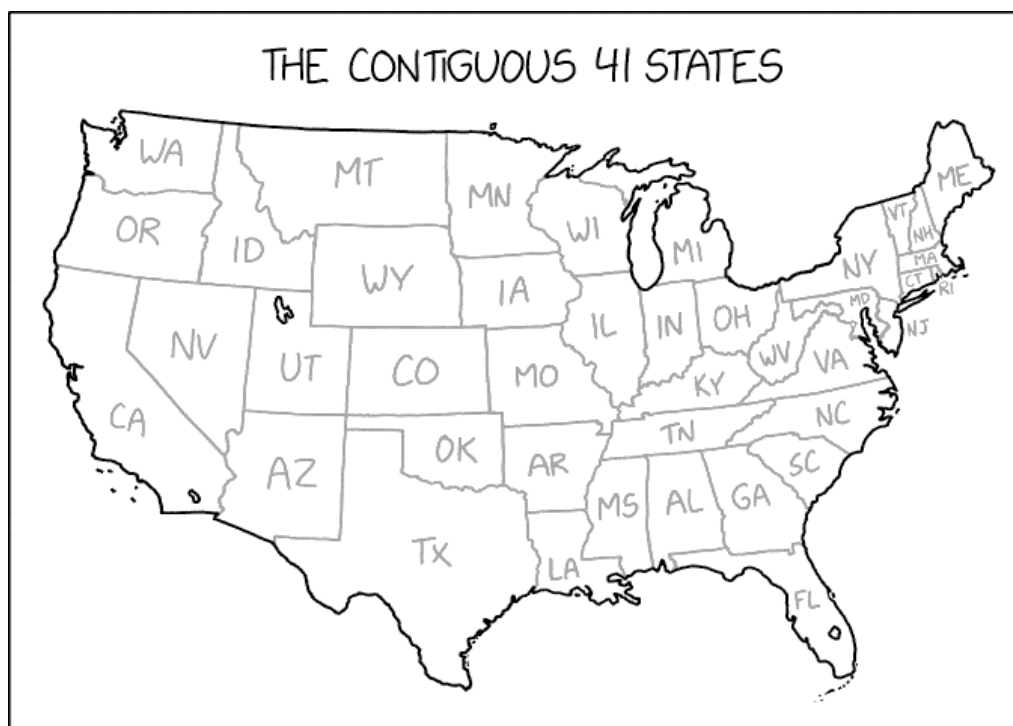 THE CONTIGUOUS 41 STATES
WA
MT
ME
MN
VT
OR
ID
WI
NH
MI
MA
WY
NY
CT
IA
RI
MD
IL
IN
OH
NJ
NV
UT
CO
MO
WV
VA
KY
CA
NC
TN
OK
AR
SC
AZ
MS
AL
GA
TX
LA
FL